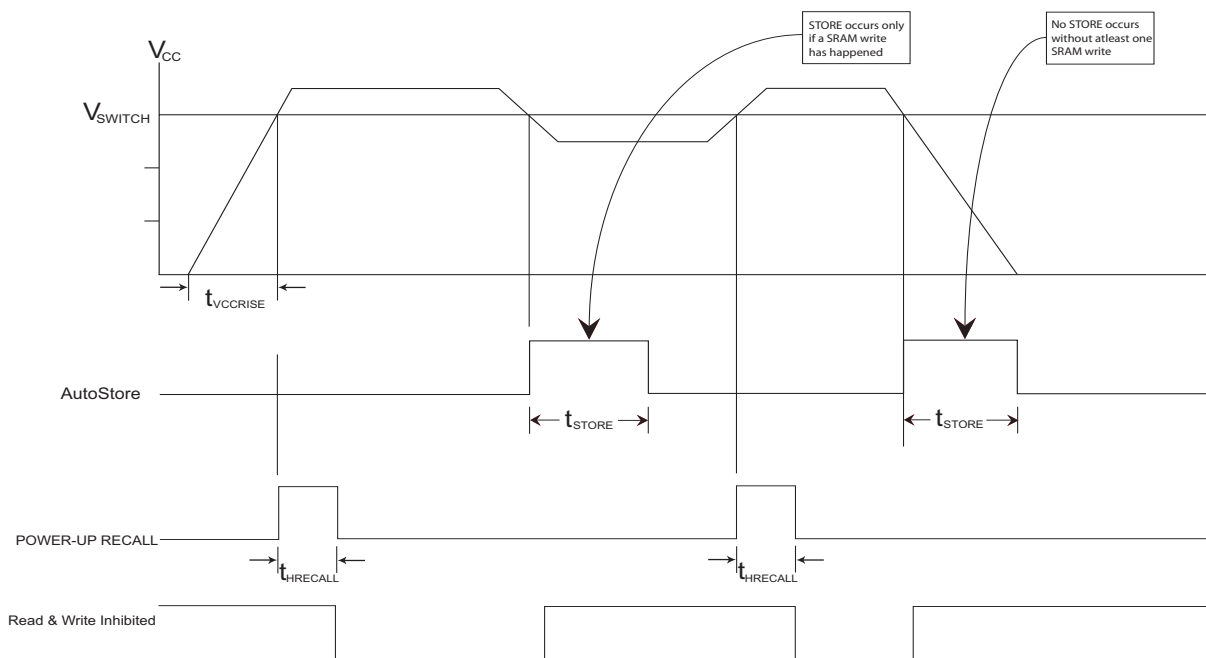 STORE occurs only
if a SRAM write
has happened
No STORE occurs
without atleast one
SRAM write
VCC
VSWITCH
tVCCRISE
AutoStore
tSTORE
tSTORE
POWER-UP RECALL
tHRECALL
tHRECALL
Read & Write Inhibited